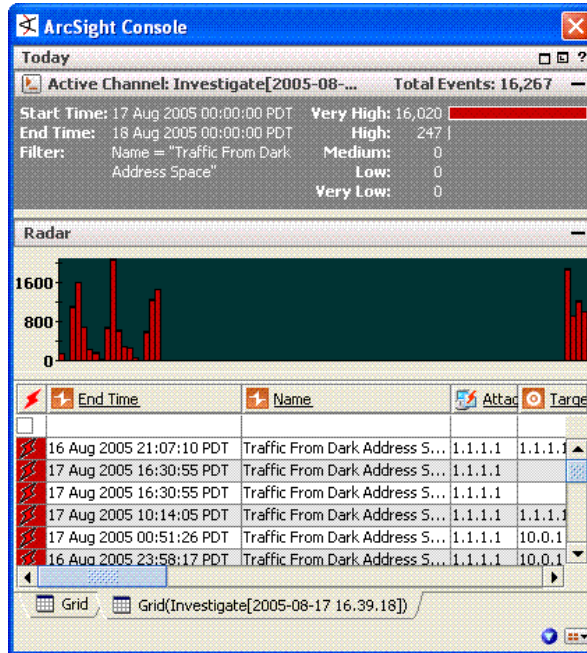 ArcSight Console
Today
?
Active Channel: Investigate[2005-08-... Total Events: 16,267
Start Time: 17 Aug 2005 00:00:00 PDT Very High: 16,020
End Time: 18 Aug 2005 00:00:00 PDT High: 247
Filter: Name = "Traffic From Dark Medium: 0
Address Space" Low: 0
Very Low: 0
Radar
1600
800
0
End Time Name Attac Targe
16 Aug 2005 21:07:10 PDT Traffic From Dark Address S... 1.1.1.1 1.1.1.1
17 Aug 2005 16:30:55 PDT Traffic From Dark Address S... 1.1.1.1
17 Aug 2005 16:30:55 PDT Traffic From Dark Address S... 1.1.1.1
17 Aug 2005 10:14:05 PDT Traffic From Dark Address S... 1.1.1.1 1.1.1.1
17 Aug 2005 00:51:26 PDT Traffic From Dark Address S... 1.1.1.1 10.0.1
16 Aug 2005 23:58:17 PDT Traffic From Dark Address S... 1.1.1.1 10.0.1
Grid Grid(Investigate[2005-08-17 16.39.18])